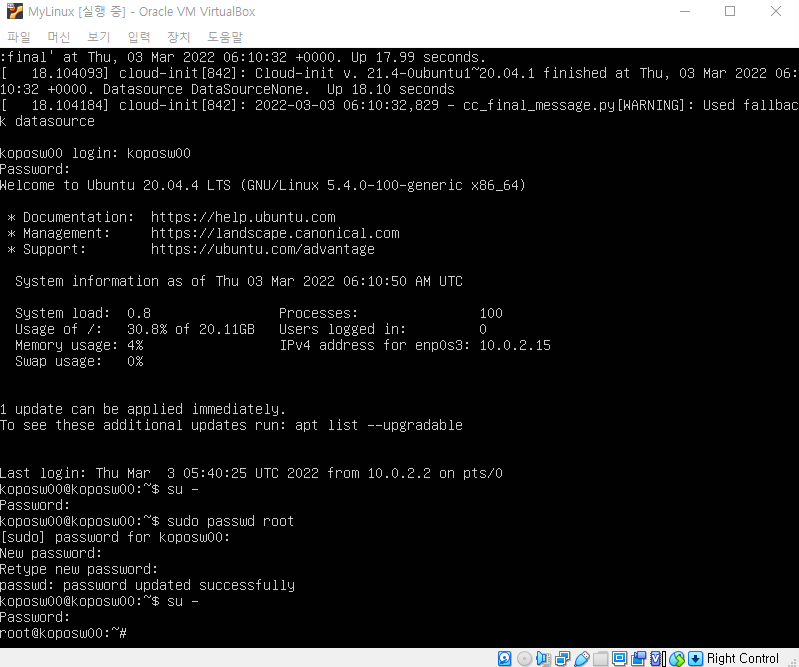 MyLinux [실행 중] - Oracle VM VirtualBox
파일 머신 보기 입력 장치 도움말
:final' at Thu, 03 Mar 2022 06:10:32 +0000. Up 17.99 seconds.
[   18.104093] cloud-init[842]: Cloud-init v. 21.4-0ubuntu1~20.04.1 finished at Thu, 03 Mar 2022 06:
10:32 +0000. Datasource DataSourceNone.  Up 18.10 seconds
[   18.104184] cloud-init[842]: 2022-03-03 06:10:32,829 - cc_final_message.py[WARNING]: Used fallbac
k datasource
koposw00 login: koposw00
Password:
Welcome to Ubuntu 20.04.4 LTS (GNU/Linux 5.4.0-100-generic x86_64)
 * Documentation:  https://help.ubuntu.com
 * Management:     https://landscape.canonical.com
 * Support:        https://ubuntu.com/advantage
  System information as of Thu 03 Mar 2022 06:10:50 AM UTC
  System load:  0.8                Processes:               100
  Usage of /:   30.8% of 20.11GB   Users logged in:         0
  Memory usage: 4%                 IPv4 address for enp0s3: 10.0.2.15
  Swap usage:   0%
1 update can be applied immediately.
To see these additional updates run: apt list --upgradable
Last login: Thu Mar  3 05:40:25 UTC 2022 from 10.0.2.2 on pts/0
koposw00@koposw00:~$ su -
Password:
koposw00@koposw00:~$ sudo passwd root
[sudo] password for koposw00:
New password:
Retype new password:
passwd: password updated successfully
koposw00@koposw00:~$ su -
Password:
root@koposw00:~#
Right Control